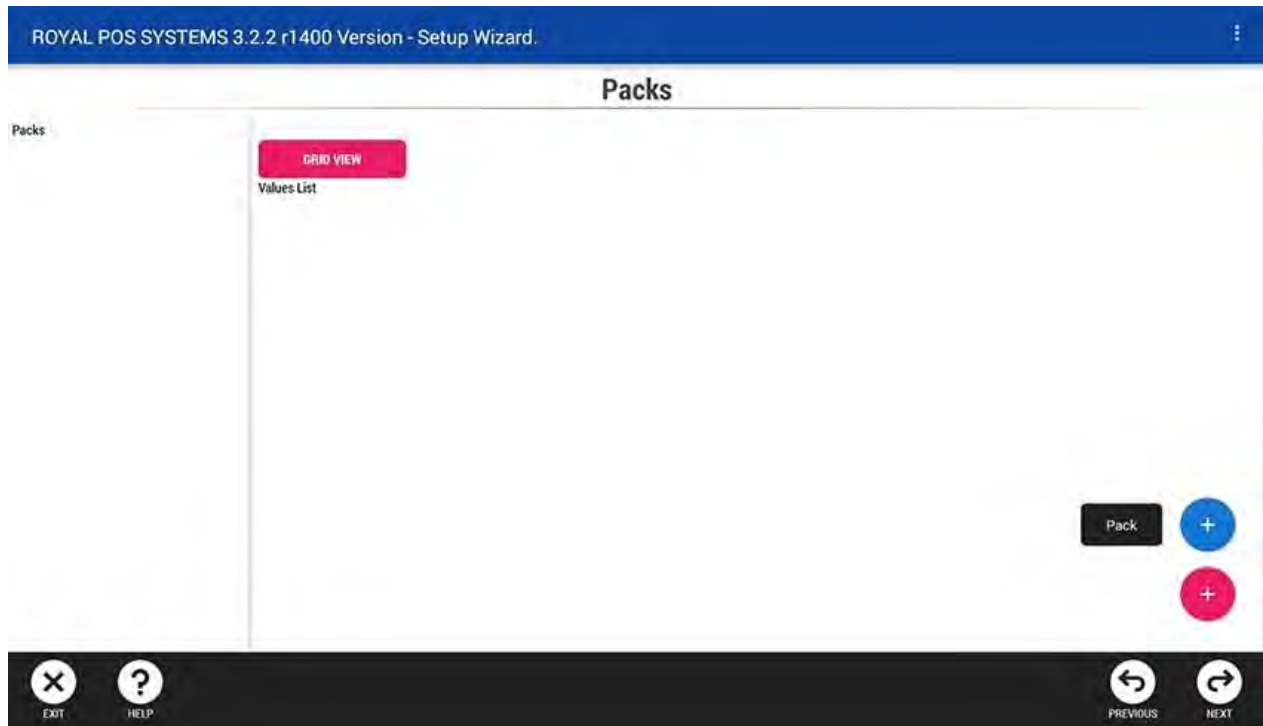 ROYAL POS SYSTEMS 3.2.2 r1400 Version - Setup Wizard.
Packs
Packs
GRID VIEW
Values List
Pack
EXIT
HELP
PREVIOUS
NEXT